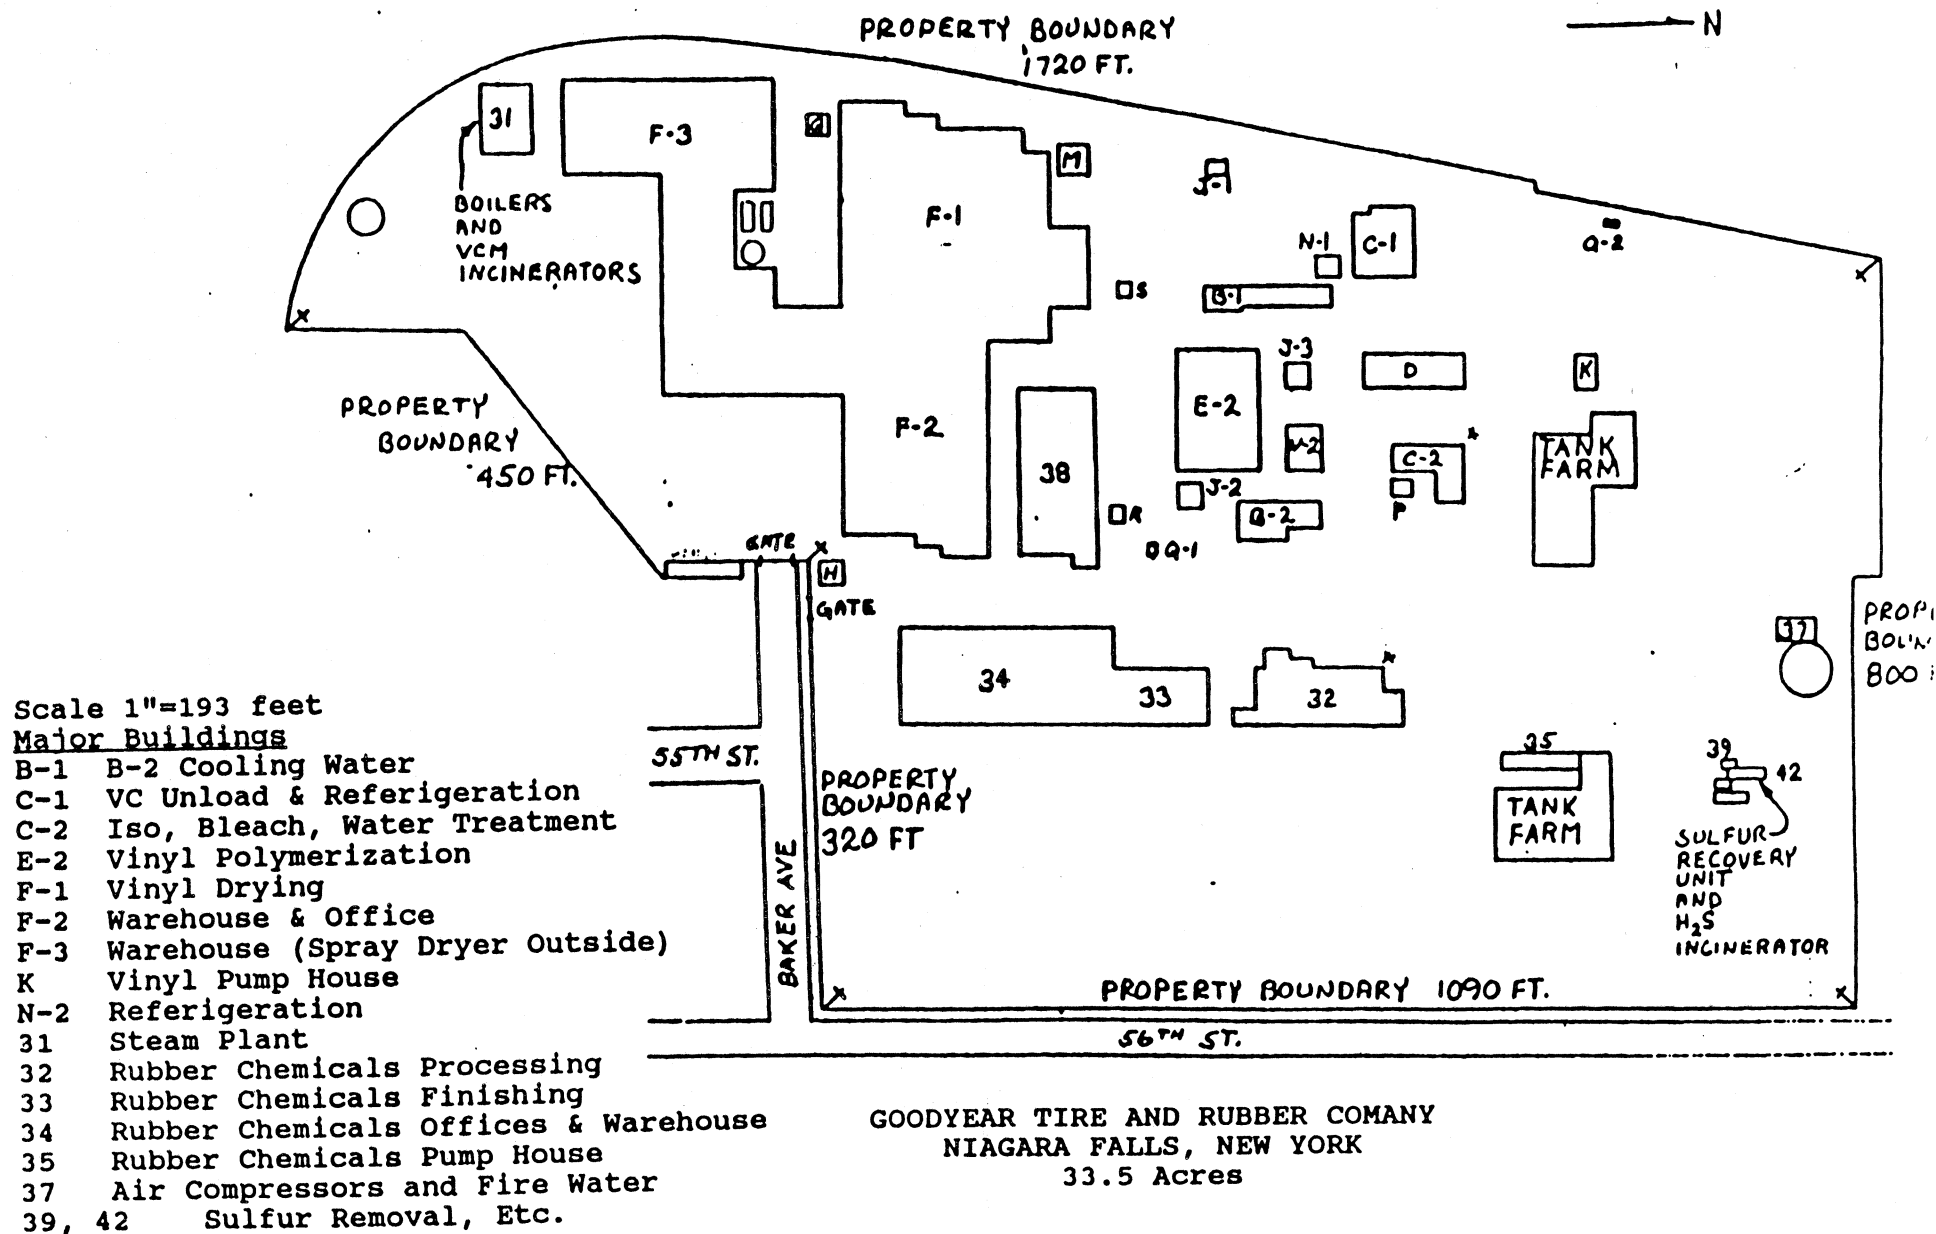 PROPERTY BOUNDARY
1720 FT.
N
31
F-3
M
J-1
F-1
BOILERS
AND
VCM
INCINERATORS
N-1
C-1
Q-2
S
B-1
J-3
D
K
PROPERTY
BOUNDARY
450 FT.
F-2
38
E-2
C-2
TANK
FARM
J-2
P
R
B-2
Q-1
GATE
H
GATE
37
34
33
32
Scale 1"=193 feet
Major Buildings
B-1 B-2 Cooling Water
C-1 VC Unload & Referigeration
C-2 Iso, Bleach, Water Treatment
E-2 Vinyl Polymerization
F-1 Vinyl Drying
F-2 Warehouse & Office
F-3 Warehouse (Spray Dryer Outside)
K Vinyl Pump House
N-2 Referigeration
31 Steam Plant
32 Rubber Chemicals Processing
33 Rubber Chemicals Finishing
34 Rubber Chemicals Offices & Warehouse
35 Rubber Chemicals Pump House
37 Air Compressors and Fire Water
39, 42 Sulfur Removal, Etc.
55TH ST.
BAKER AVE
PROPERTY
BOUNDARY
320 FT
35
TANK
FARM
39
42
SULFUR
RECOVERY
UNIT
AND
H2S
INCINERATOR
800
PROPERTY BOUNDARY 1090 FT.
56TH ST.
GOODYEAR TIRE AND RUBBER COMANY
NIAGARA FALLS, NEW YORK
33.5 Acres